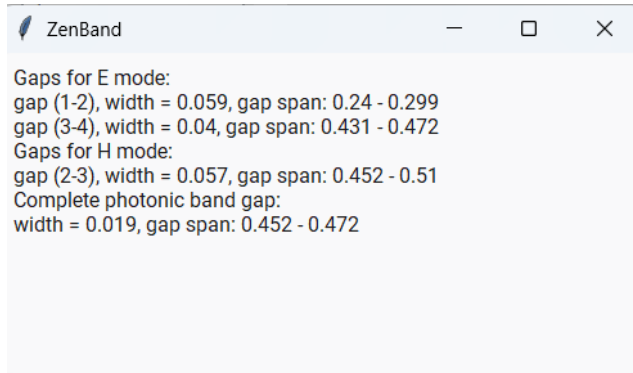 ZenBand
Gaps for E mode:
gap (1-2), width = 0.059, gap span: 0.24 - 0.299
gap (3-4), width = 0.04, gap span: 0.431 - 0.472
Gaps for H mode:
gap (2-3), width = 0.057, gap span: 0.452 - 0.51
Complete photonic band gap:
width = 0.019, gap span: 0.452 - 0.472